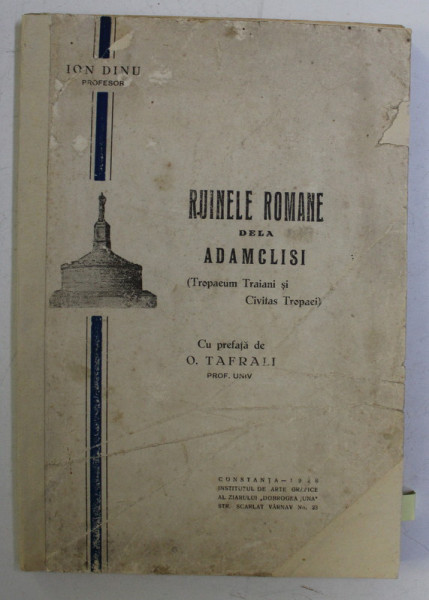 ION DINU
PROFESOR
RUINELE ROMANE
DELA
ADAMCLISI
(Tropaeum Traiani și
Civitas Tropaei)
Cu prefață de
O. TAFRALI
PROF. UNIV
CONSTANȚA –
INSTITUTUL DE ARTE GRAFICE
AL ZIARULUI „DOBROGEA JUNĂ"
STR. SCARLAT VÂRNAV No. 23